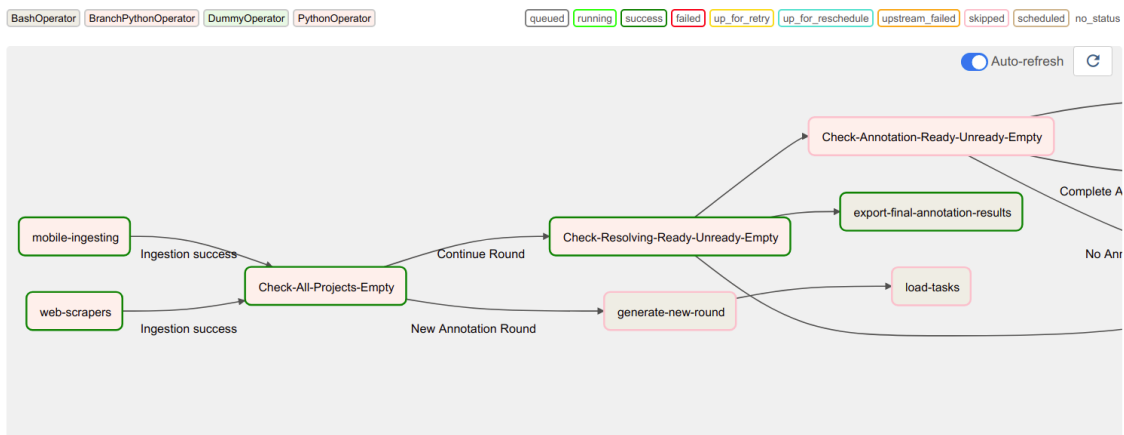 BashOperator BranchPythonOperator DummyOperator PythonOperator queued running success failed up_for_retry up_for_reschedule upstream_failed skipped scheduled no_status
Auto-refresh
Check-Annotation-Ready-Unready-Empty
Complete A
export-final-annotation-results
mobile-ingesting
Check-Resolving-Ready-Unready-Empty
Ingestion success
Continue Round
No Ann
Check-All-Projects-Empty
load-tasks
web-scrapers
generate-new-round
Ingestion success
New Annotation Round